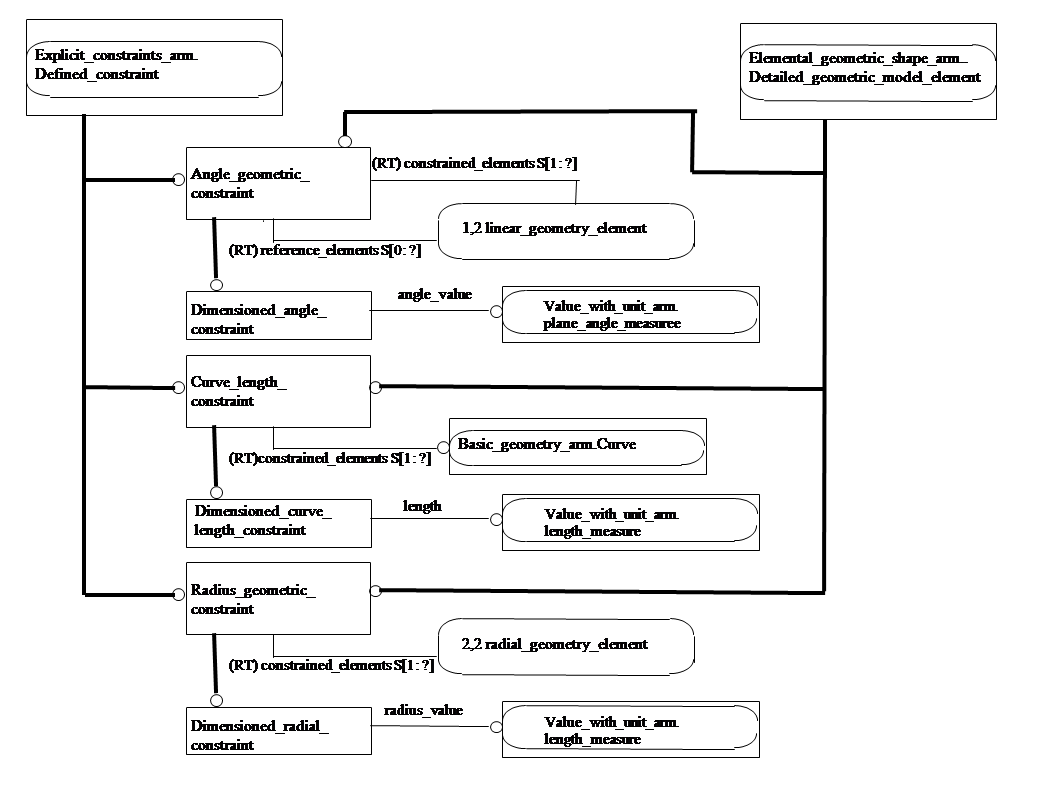 Explicit_constraints_arm.
Defined_constraint
Elemental_geometric_shape_arm.
Detailed_geometric_model_element
(RT) constrained_elements S[1:?]
Angle_geometric_
constraint
1,2 linear_geometry_element
(RT) reference_elements S[0:?]
Dimensioned_angle_
constraint
angle_value
Value_with_unit_arm.
plane_angle_measuree
Curve_length_
constraint
(RT)constrained_elements S[1:?]
Basic_geometry_arm.Curve
Dimensioned_curve_
length_constraint
length
Value_with_unit_arm.
length_measure
Radius_geometric_
constraint
2,2 radial_geometry_element
(RT) constrained_elements S[1:?]
Dimensioned_radial_
constraint
radius_value
Value_with_unit_arm.
length_measure